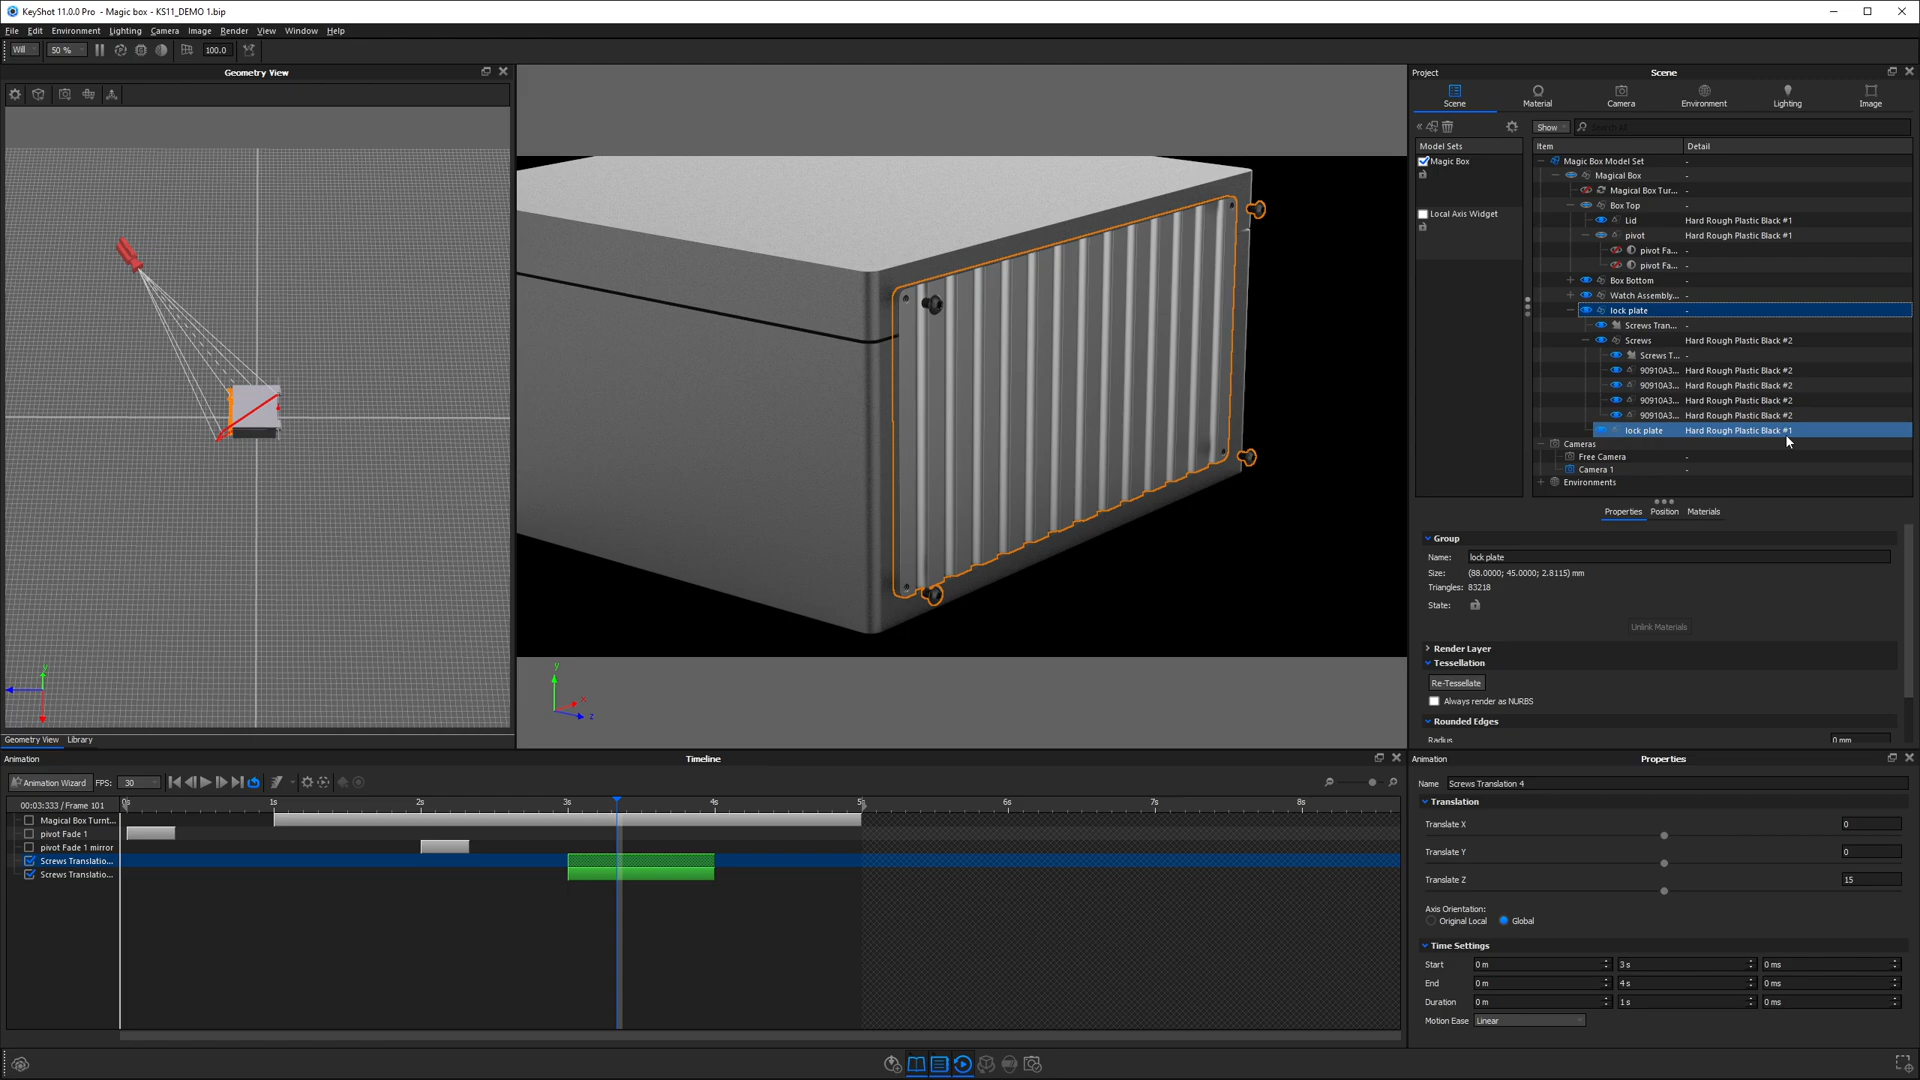 KeyShot 11.0.0 Pro - Magic box - KS11_DEMO 1.bip
File Edit Environment Lighting Camera Image Render View Window Help
Will 50 % 100.0
Geometry View
Geometry View Library
y
y
x
z
Project Scene
Scene Material Camera Environment Lighting Image
Show
Model Sets
Magic Box
Local Axis Widget
Item Detail
Magic Box Model Set -
Magical Box -
Magical Box Tur... -
Box Top -
Lid Hard Rough Plastic Black #1
pivot Hard Rough Plastic Black #1
pivot Fa... -
pivot Fa... -
Box Bottom -
Watch Assembly... -
lock plate -
Screws Tran... -
Screws Hard Rough Plastic Black #2
Screws T... -
90910A3... Hard Rough Plastic Black #2
90910A3... Hard Rough Plastic Black #2
90910A3... Hard Rough Plastic Black #2
90910A3... Hard Rough Plastic Black #2
lock plate Hard Rough Plastic Black #1
Cameras
Free Camera -
Camera 1 -
Environments
Properties Position Materials
Group
Name: lock plate
Size: (88.0000; 45.0000; 2.8115) mm
Triangles: 83218
State:
Unlink Materials
Render Layer
Tessellation
Re-Tessellate
Always render as NURBS
Rounded Edges
Radius 0 mm
Animation Timeline
Animation Wizard FPS: 30
00:03:333 / Frame 101 0s 1s 2s 3s 4s 5s 6s 7s 8s
Magical Box Turnt...
pivot Fade 1
pivot Fade 1 mirror
Screws Translatio...
Screws Translatio...
Animation Properties
Name Screws Translation 4
Translation
Translate X 0
Translate Y 0
Translate Z 15
Axis Orientation:
Original Local Global
Time Settings
Start 0 m 3 s 0 ms
End 0 m 4 s 0 ms
Duration 0 m 1 s 0 ms
Motion Ease Linear